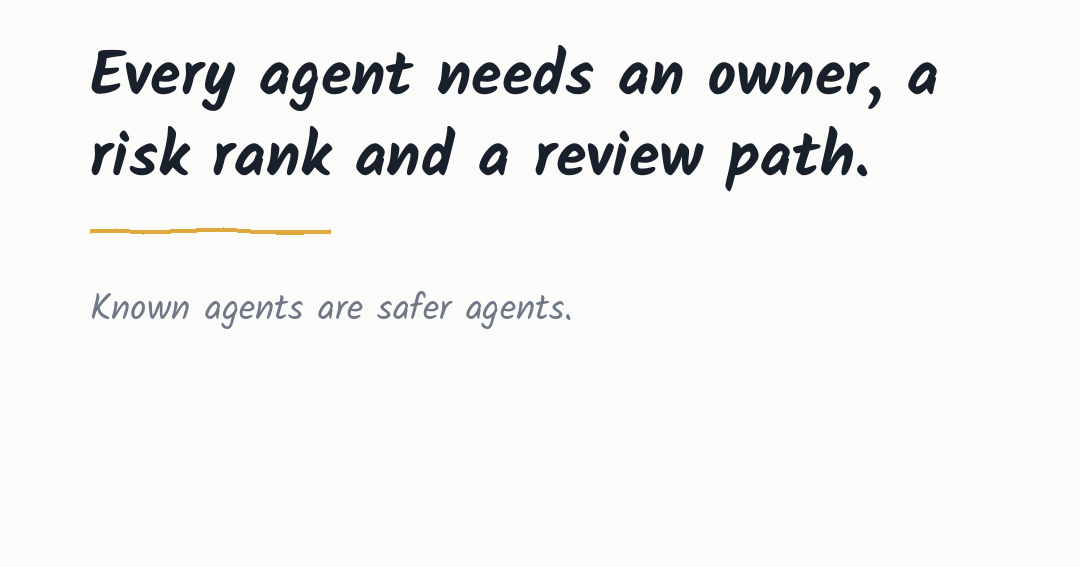 Every agent needs an owner, a
risk rank and a review path.
Known agents are safer agents.